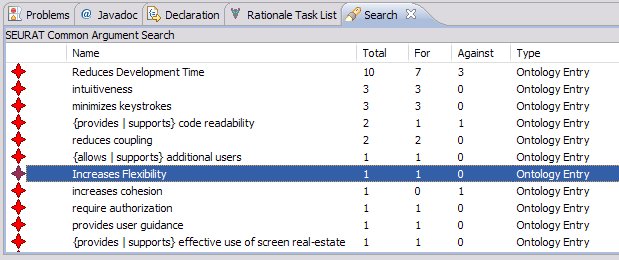 Problems @ Javadoc Declaration Rationale Task List Search
SEURAT Common Argument Search
Name Total For Against Type
Reduces Development Time 10 7 3 Ontology Entry
intuitiveness 3 3 0 Ontology Entry
minimizes keystrokes 3 3 0 Ontology Entry
{provides | supports} code readability 2 1 1 Ontology Entry
reduces coupling 2 2 0 Ontology Entry
{allows | supports} additional users 1 1 0 Ontology Entry
Increases Flexibility 1 1 0 Ontology Entry
increases cohesion 1 0 1 Ontology Entry
require authorization 1 1 0 Ontology Entry
provides user guidance 1 1 0 Ontology Entry
{provides | supports} effective use of screen real-estate 1 1 0 Ontology Entry